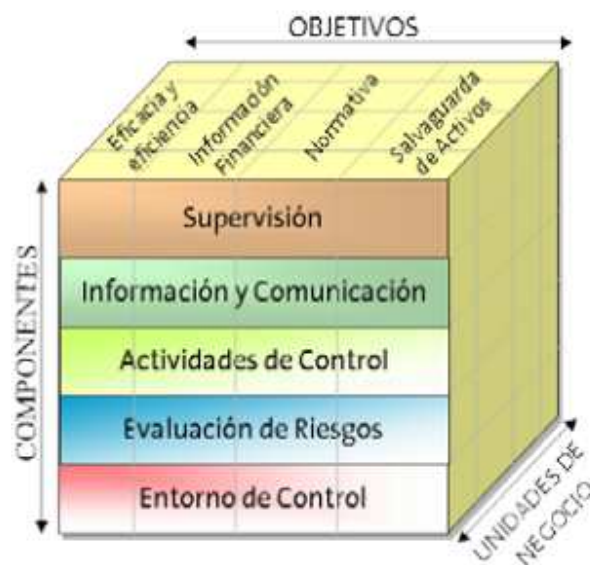 OBJETIVOS
Eficacia y
eficiencia
Información
Financiera
Normativa
Salvaguarda
de Activos
COMPONENTES
Supervisión
Información y Comunicación
Actividades de Control
Evaluación de Riesgos
Entorno de Control
UNIDADES DE
NEGOCIO